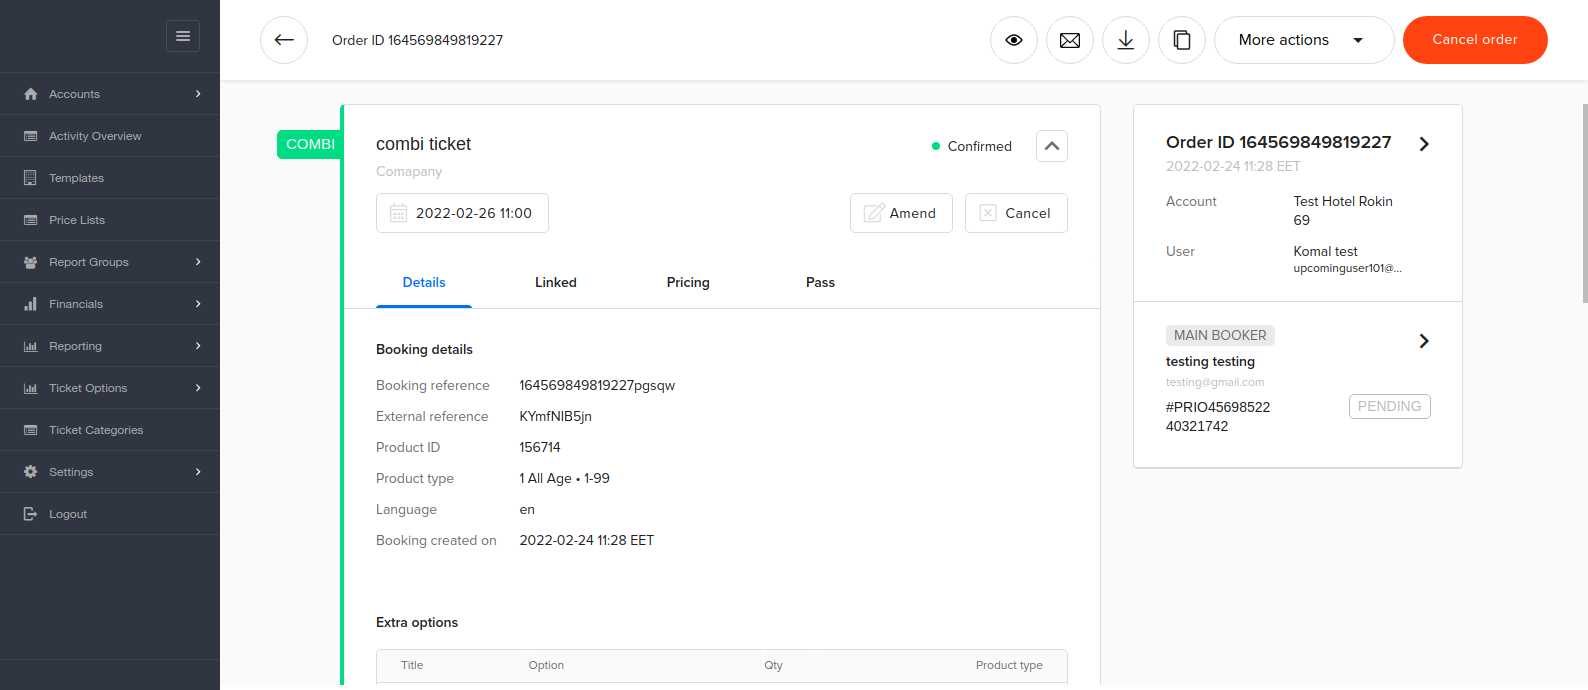 Order ID 164569849819227
More actions
Cancel order
Accounts
Activity Overview
Templates
Price Lists
Report Groups
Financials
Reporting
Ticket Options
Ticket Categories
Settings
Logout
COMBI
combi ticket
Confirmed
Comapany
2022-02-26 11:00
Amend
Cancel
Details
Linked
Pricing
Pass
Booking details
Booking reference 164569849819227pgsqw
External reference KYmfNIB5jn
Product ID 156714
Product type 1 All Age • 1-99
Language en
Booking created on 2022-02-24 11:28 EET
Extra options
Title Option Qty Product type
Order ID 164569849819227
2022-02-24 11:28 EET
Account Test Hotel Rokin
69
User Komal test
upcominguser101@...
MAIN BOOKER
testing testing
testing@gmail.com
#PRIO45698522
40321742
PENDING